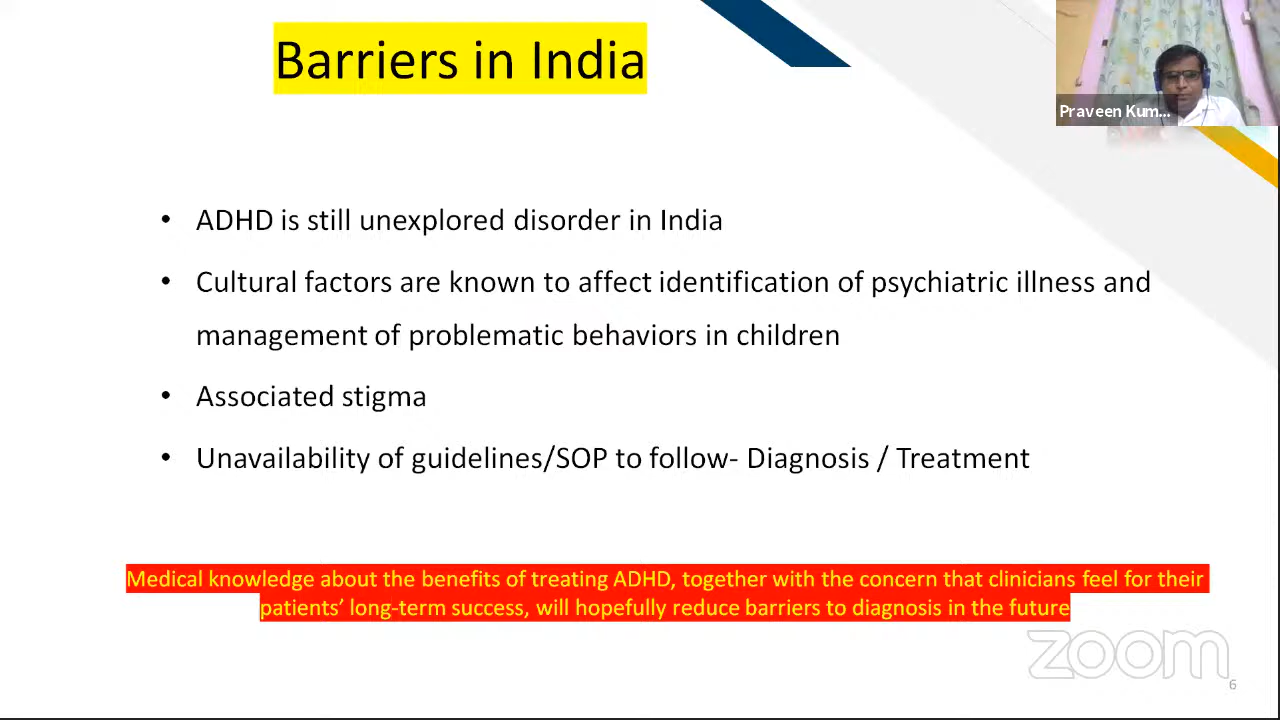 Barriers in India
Praveen Kum...
• ADHD is still unexplored disorder in India
• Cultural factors are known to affect identification of psychiatric illness and
management of problematic behaviors in children
• Associated stigma
• Unavailability of guidelines/SOP to follow- Diagnosis / Treatment
Medical knowledge about the benefits of treating ADHD, together with the concern that clinicians feel for their
patients’ long-term success, will hopefully reduce barriers to diagnosis in the future
zoom
6